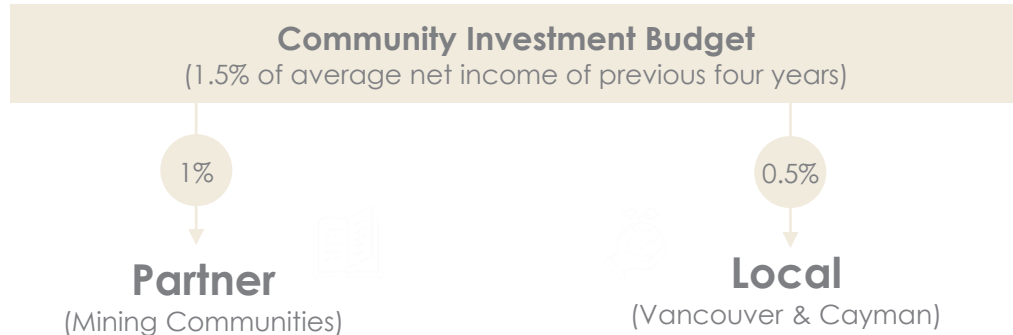 Community Investment Budget
(1.5% of average net income of previous four years)
1%
0.5%
Partner
(Mining Communities)
Local
(Vancouver & Cayman)